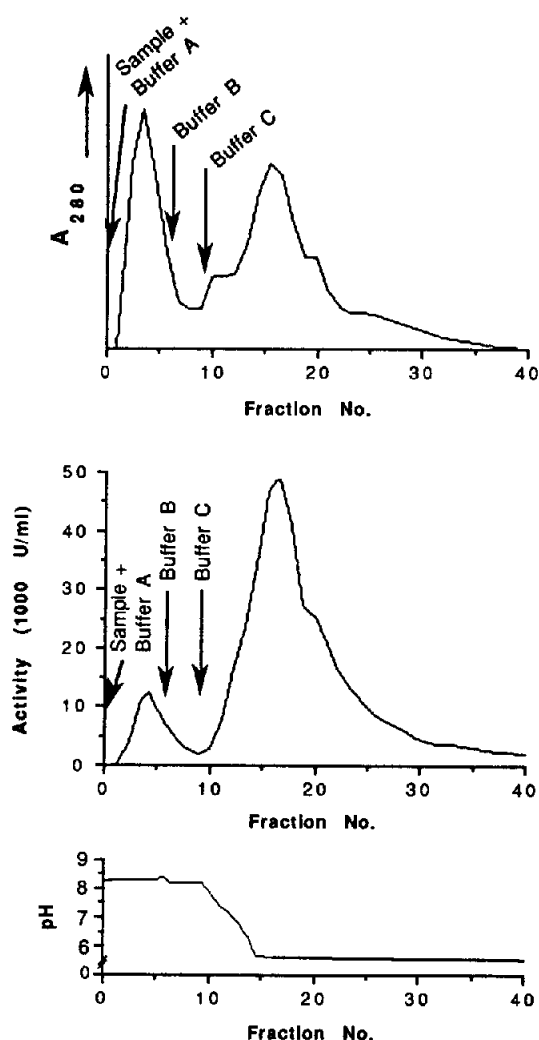 Sample +
Buffer A
Buffer B
Buffer C
A 280
0 10 20 30 40
Fraction No.
50
40
30
20
10
0
Activity (1000 U/ml)
Sample +
Buffer A
Buffer B
Buffer C
0 10 20 30 40
Fraction No.
9
8
7
6
0
pH
0 10 20 30 40
Fraction No.